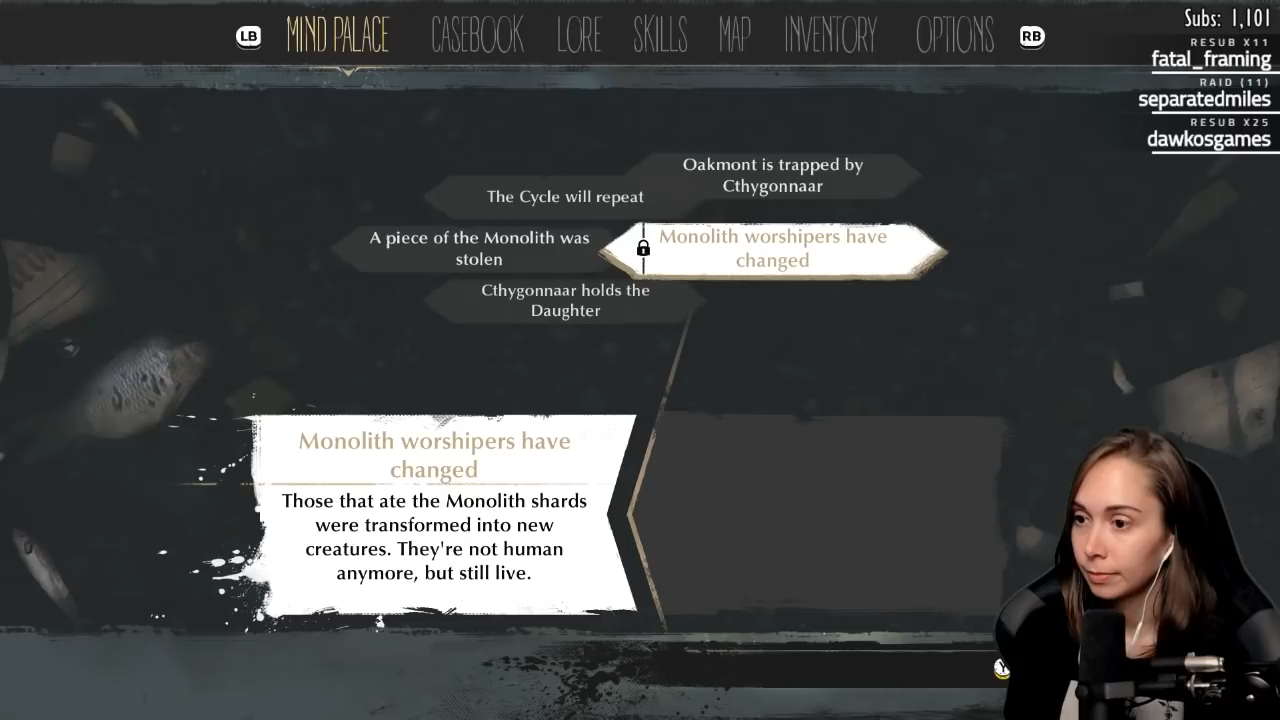 LB MIND PALACE CASEBOOK LORE SKILLS MAP INVENTORY OPTIONS RB
Subs: 1,101
RESUB X11
fatal_framing
RAID (11)
separatedmiles
RESUB X25
dawkosgames
Oakmont is trapped by
Cthygonnaar
The Cycle will repeat
A piece of the Monolith was
stolen
Monolith worshipers have
changed
Cthygonnaar holds the
Daughter
Monolith worshipers have
changed
Those that ate the Monolith shards
were transformed into new
creatures. They're not human
anymore, but still live.
Y